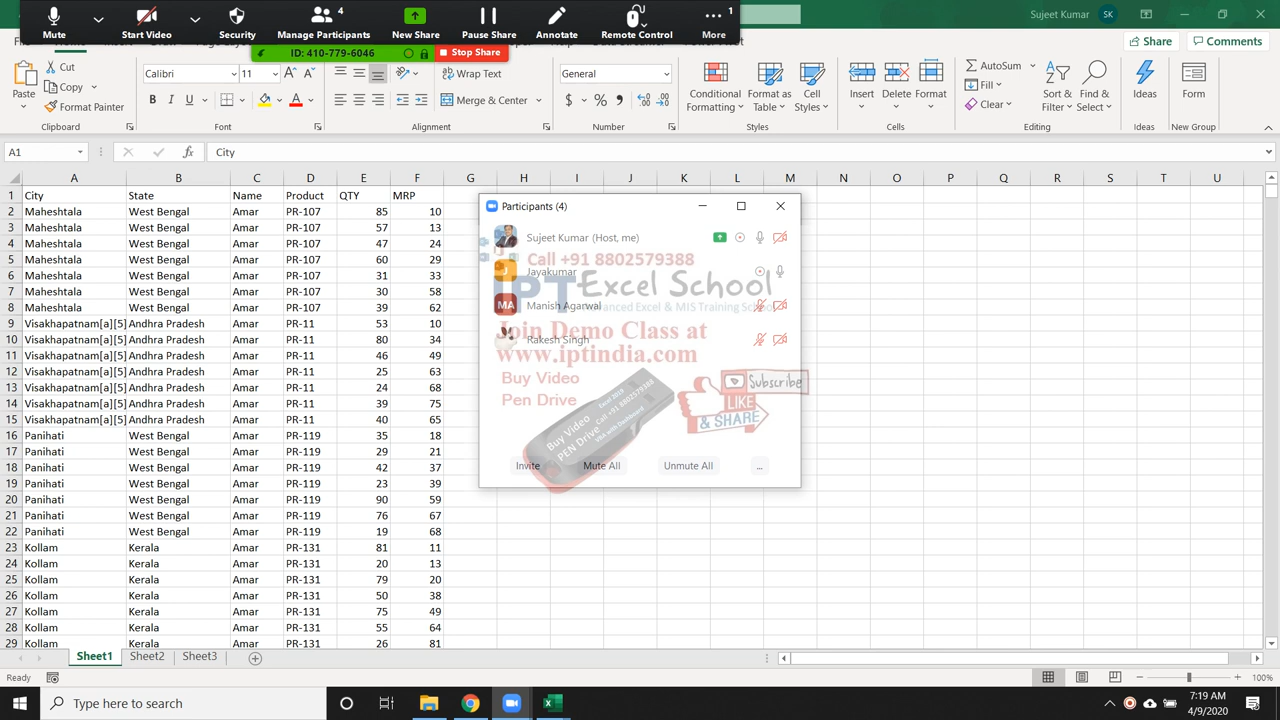 Sujeet Kumar SK
Mute Start Video Security Manage Participants 4 New Share Pause Share Annotate Remote Control More
ID: 410-779-6046 Stop Share
Share Comments
Paste Cut Copy Format Painter
Calibri 11 B I U
Wrap Text Merge & Center
General $ %
Conditional Formatting Format as Table Cell Styles
Insert Delete Format
AutoSum Fill Clear Sort & Filter Find & Select
Ideas Form
Clipboard Font Alignment Number Styles Cells Editing Ideas New Group
A1 fx City
A B C D E F G H I J K L M N O P Q R S T U
1 City State Name Product QTY MRP
2 Maheshtala West Bengal Amar PR-107 85 10
3 Maheshtala West Bengal Amar PR-107 57 13
4 Maheshtala West Bengal Amar PR-107 47 24
5 Maheshtala West Bengal Amar PR-107 60 29
6 Maheshtala West Bengal Amar PR-107 31 33
7 Maheshtala West Bengal Amar PR-107 30 58
8 Maheshtala West Bengal Amar PR-107 39 62
9 Visakhapatnam[a][5] Andhra Pradesh Amar PR-11 53 10
10 Visakhapatnam[a][5] Andhra Pradesh Amar PR-11 80 34
11 Visakhapatnam[a][5] Andhra Pradesh Amar PR-11 46 49
12 Visakhapatnam[a][5] Andhra Pradesh Amar PR-11 25 63
13 Visakhapatnam[a][5] Andhra Pradesh Amar PR-11 24 68
14 Visakhapatnam[a][5] Andhra Pradesh Amar PR-11 39 75
15 Visakhapatnam[a][5] Andhra Pradesh Amar PR-11 40 65
16 Panihati West Bengal Amar PR-119 35 18
17 Panihati West Bengal Amar PR-119 29 21
18 Panihati West Bengal Amar PR-119 42 37
19 Panihati West Bengal Amar PR-119 23 39
20 Panihati West Bengal Amar PR-119 90 59
21 Panihati West Bengal Amar PR-119 76 67
22 Panihati West Bengal Amar PR-119 19 68
23 Kollam Kerala Amar PR-131 81 11
24 Kollam Kerala Amar PR-131 20 13
25 Kollam Kerala Amar PR-131 79 20
26 Kollam Kerala Amar PR-131 50 38
27 Kollam Kerala Amar PR-131 75 49
28 Kollam Kerala Amar PR-131 55 64
29 Kollam Kerala Amar PR-131 26 81
Participants (4)
Sujeet Kumar (Host, me)
Call +91 8802579388
J Jayakumar
IPT Excel School
MA Manish Agarwal
Advanced Excel & MIS Training School
Join Demo Class at
Rakesh Singh
www.iptindia.com
Buy Video
Pen Drive
Subscribe
LIKE
& SHARE
Excel 2019
Buy Video Call +91 8802579388
PEN Drive
Invite Mute All Unmute All ...
Sheet1 Sheet2 Sheet3
Ready 100%
Type here to search
7:19 AM
4/9/2020